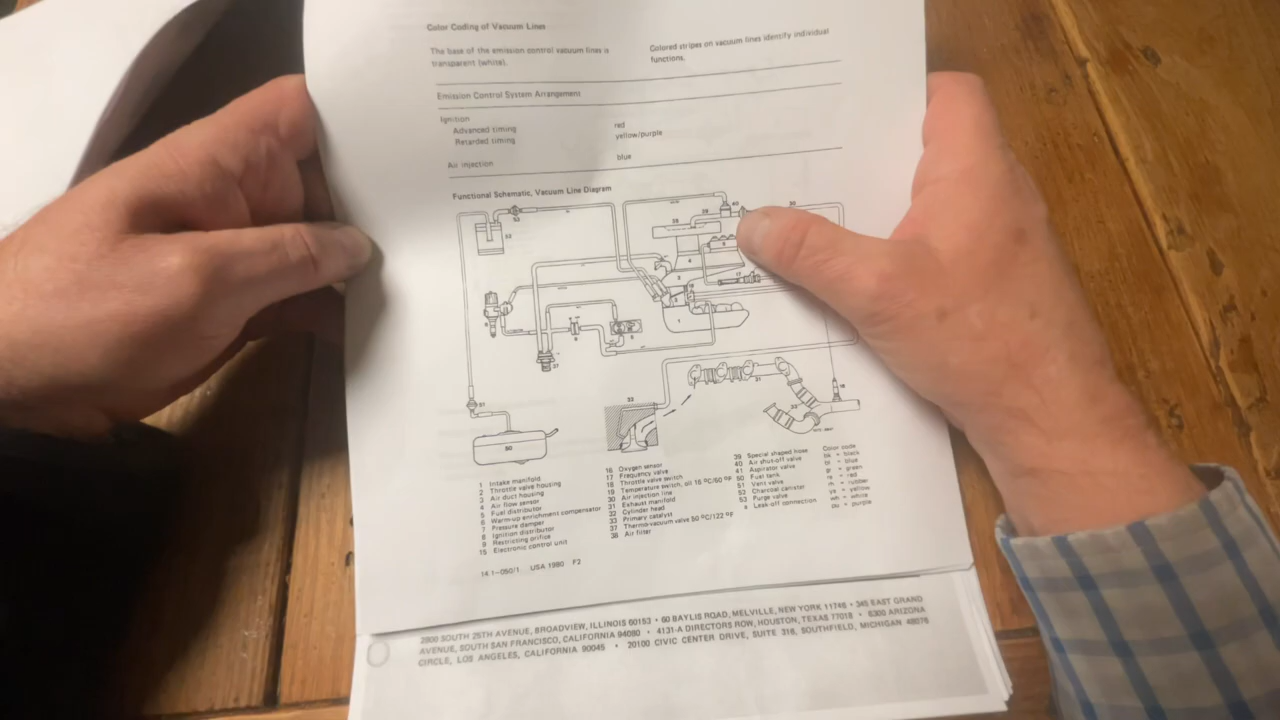 Color Coding of Vacuum Lines
The base of the emission control vacuum lines is
transparent (white).
Colored stripes on vacuum lines identify individual
functions.
Emission Control System Arrangement
Ignition
Advanced timing red
Retarded timing yellow/purple
Air injection blue
Functional Schematic, Vacuum Line Diagram
1 Intake manifold
2 Throttle valve housing
3 Air duct housing
4 Air flow sensor
5 Fuel distributor
6 Warm-up enrichment compensator
7 Pressure damper
8 Ignition distributor
9 Restricting orifice
15 Electronic control unit
16 Oxygen sensor
17 Frequency valve
18 Throttle valve switch
19 Temperature switch, oil 16 °C/60 °F
30 Air injection line
31 Exhaust manifold
32 Cylinder head
33 Primary catalyst
37 Thermo-vacuum valve 50 °C/122 °F
38 Air filter
39 Special shaped hose
40 Air shut-off valve
41 Aspirator valve
50 Fuel tank
51 Vent valve
52 Charcoal canister
53 Purge valve
a Leak-off connection
Color code
bk = black
bl = blue
gr = green
re = red
ye = yellow
wh = white
pu = purple
14.1-050/1 USA 1980 F2
2800 SOUTH 25TH AVENUE, BROADVIEW, ILLINOIS 60153 • 60 BAYLIS ROAD, MELVILLE, NEW YORK 11746 • 345 EAST GRAND
AVENUE, SOUTH SAN FRANCISCO, CALIFORNIA 94080 • 4131-A DIRECTORS ROW, HOUSTON, TEXAS 77018 • 6300 ARIZONA
CIRCLE, LOS ANGELES, CALIFORNIA 90045 • 20100 CIVIC CENTER DRIVE, SUITE 316, SOUTHFIELD, MICHIGAN 48076